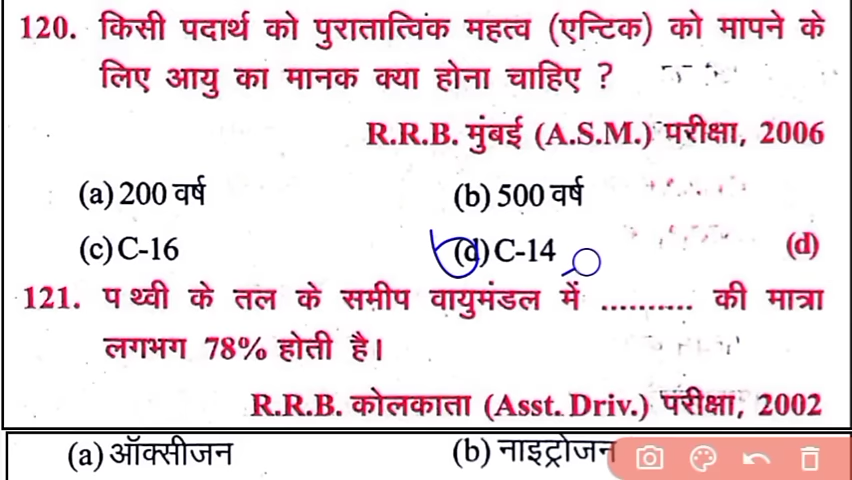 120. किसी पदार्थ को पुरातात्विक महत्व (एन्टिक) को मापने के
लिए आयु का मानक क्या होना चाहिए ?
R.R.B. मुंबई (A.S.M.) परीक्षा, 2006
(a) 200 वर्ष (b) 500 वर्ष
(c) C-16 (d) C-14 (d)
121. प थ्वी के तल के समीप वायुमंडल में .......... की मात्रा
लगभग 78% होती है।
R.R.B. कोलकाता (Asst. Driv.) परीक्षा, 2002
(a) ऑक्सीजन (b) नाइट्रोजन